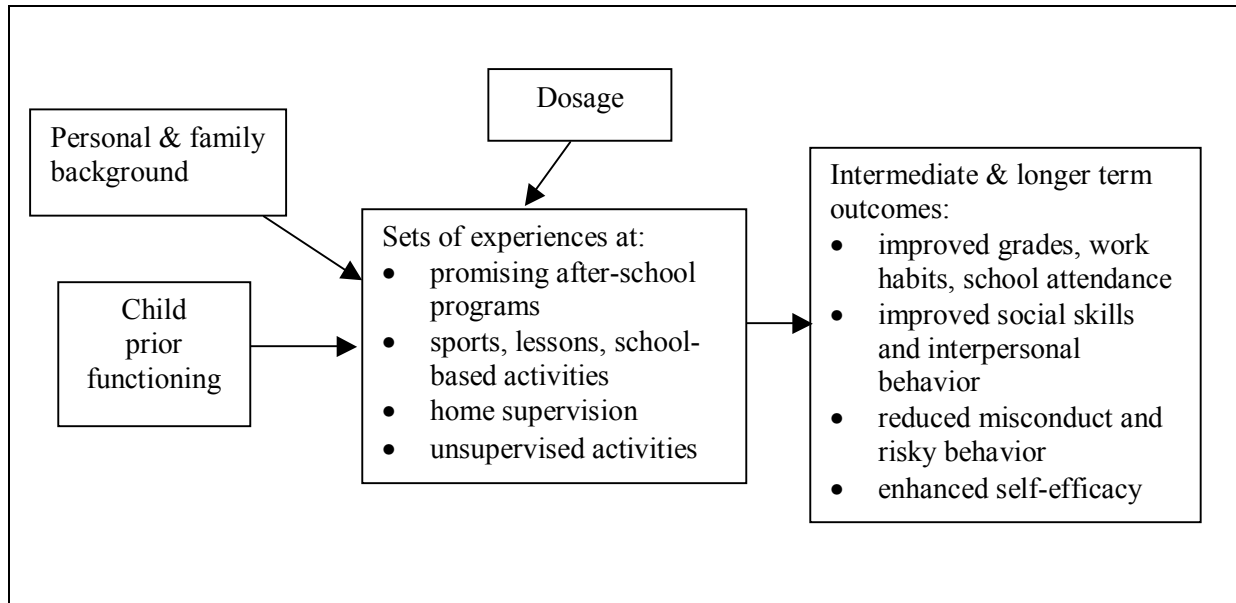 Dosage
Personal & family
background
Child
prior
functioning
Sets of experiences at:
• promising after-school
programs
• sports, lessons, school-
based activities
• home supervision
• unsupervised activities
Intermediate & longer term
outcomes:
• improved grades, work
habits, school attendance
• improved social skills
and interpersonal
behavior
• reduced misconduct and
risky behavior
• enhanced self-efficacy